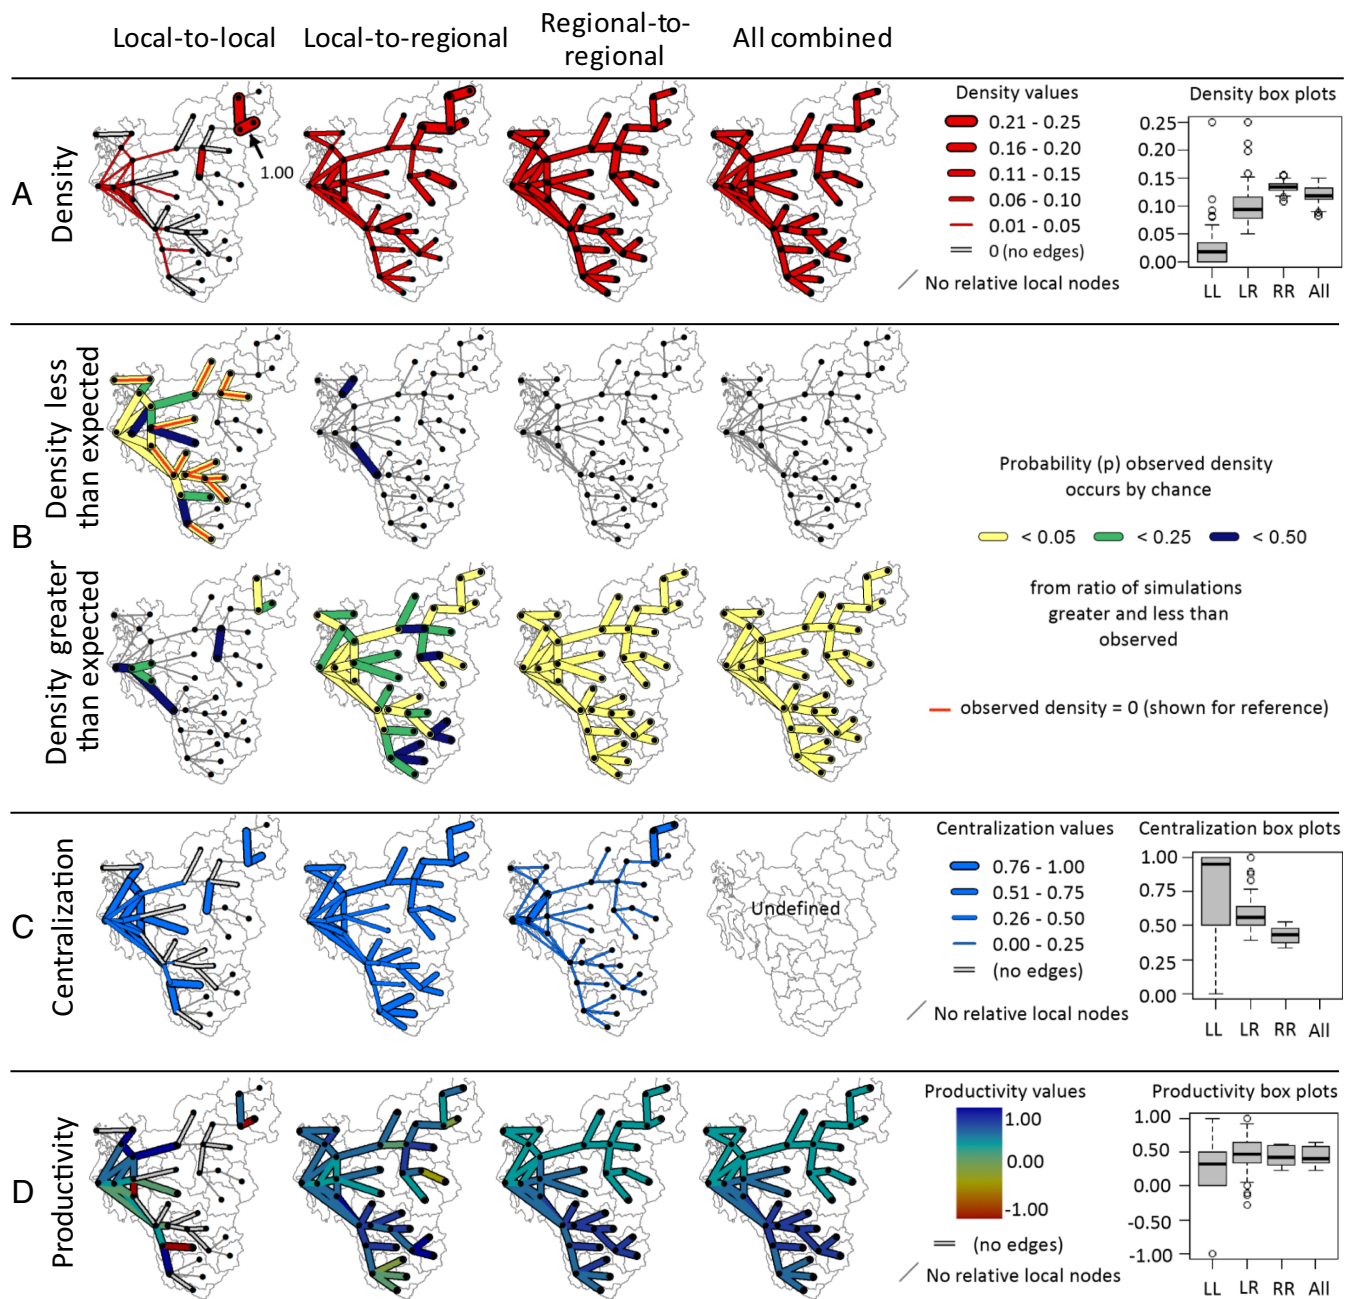 Local-to-local
Local-to-regional
Regional-to-
regional
All combined
A
Density
1.00
Density values
0.21 - 0.25
0.16 - 0.20
0.11 - 0.15
0.06 - 0.10
0.01 - 0.05
0 (no edges)
No relative local nodes
Density box plots
0.25
0.20
0.15
0.10
0.05
0.00
LL LR RR All
B
Density less
than expected
Density greater
than expected
Probability (p) observed density
occurs by chance
< 0.05 < 0.25 < 0.50
from ratio of simulations
greater and less than
observed
observed density = 0 (shown for reference)
C
Centralization
Undefined
Centralization values
0.76 - 1.00
0.51 - 0.75
0.26 - 0.50
0.00 - 0.25
(no edges)
No relative local nodes
Centralization box plots
1.00
0.75
0.50
0.25
0.00
LL LR RR All
D
Productivity
Productivity values
1.00
0.00
-1.00
(no edges)
No relative local nodes
Productivity box plots
1.00
0.50
0.00
-0.50
-1.00
LL LR RR All